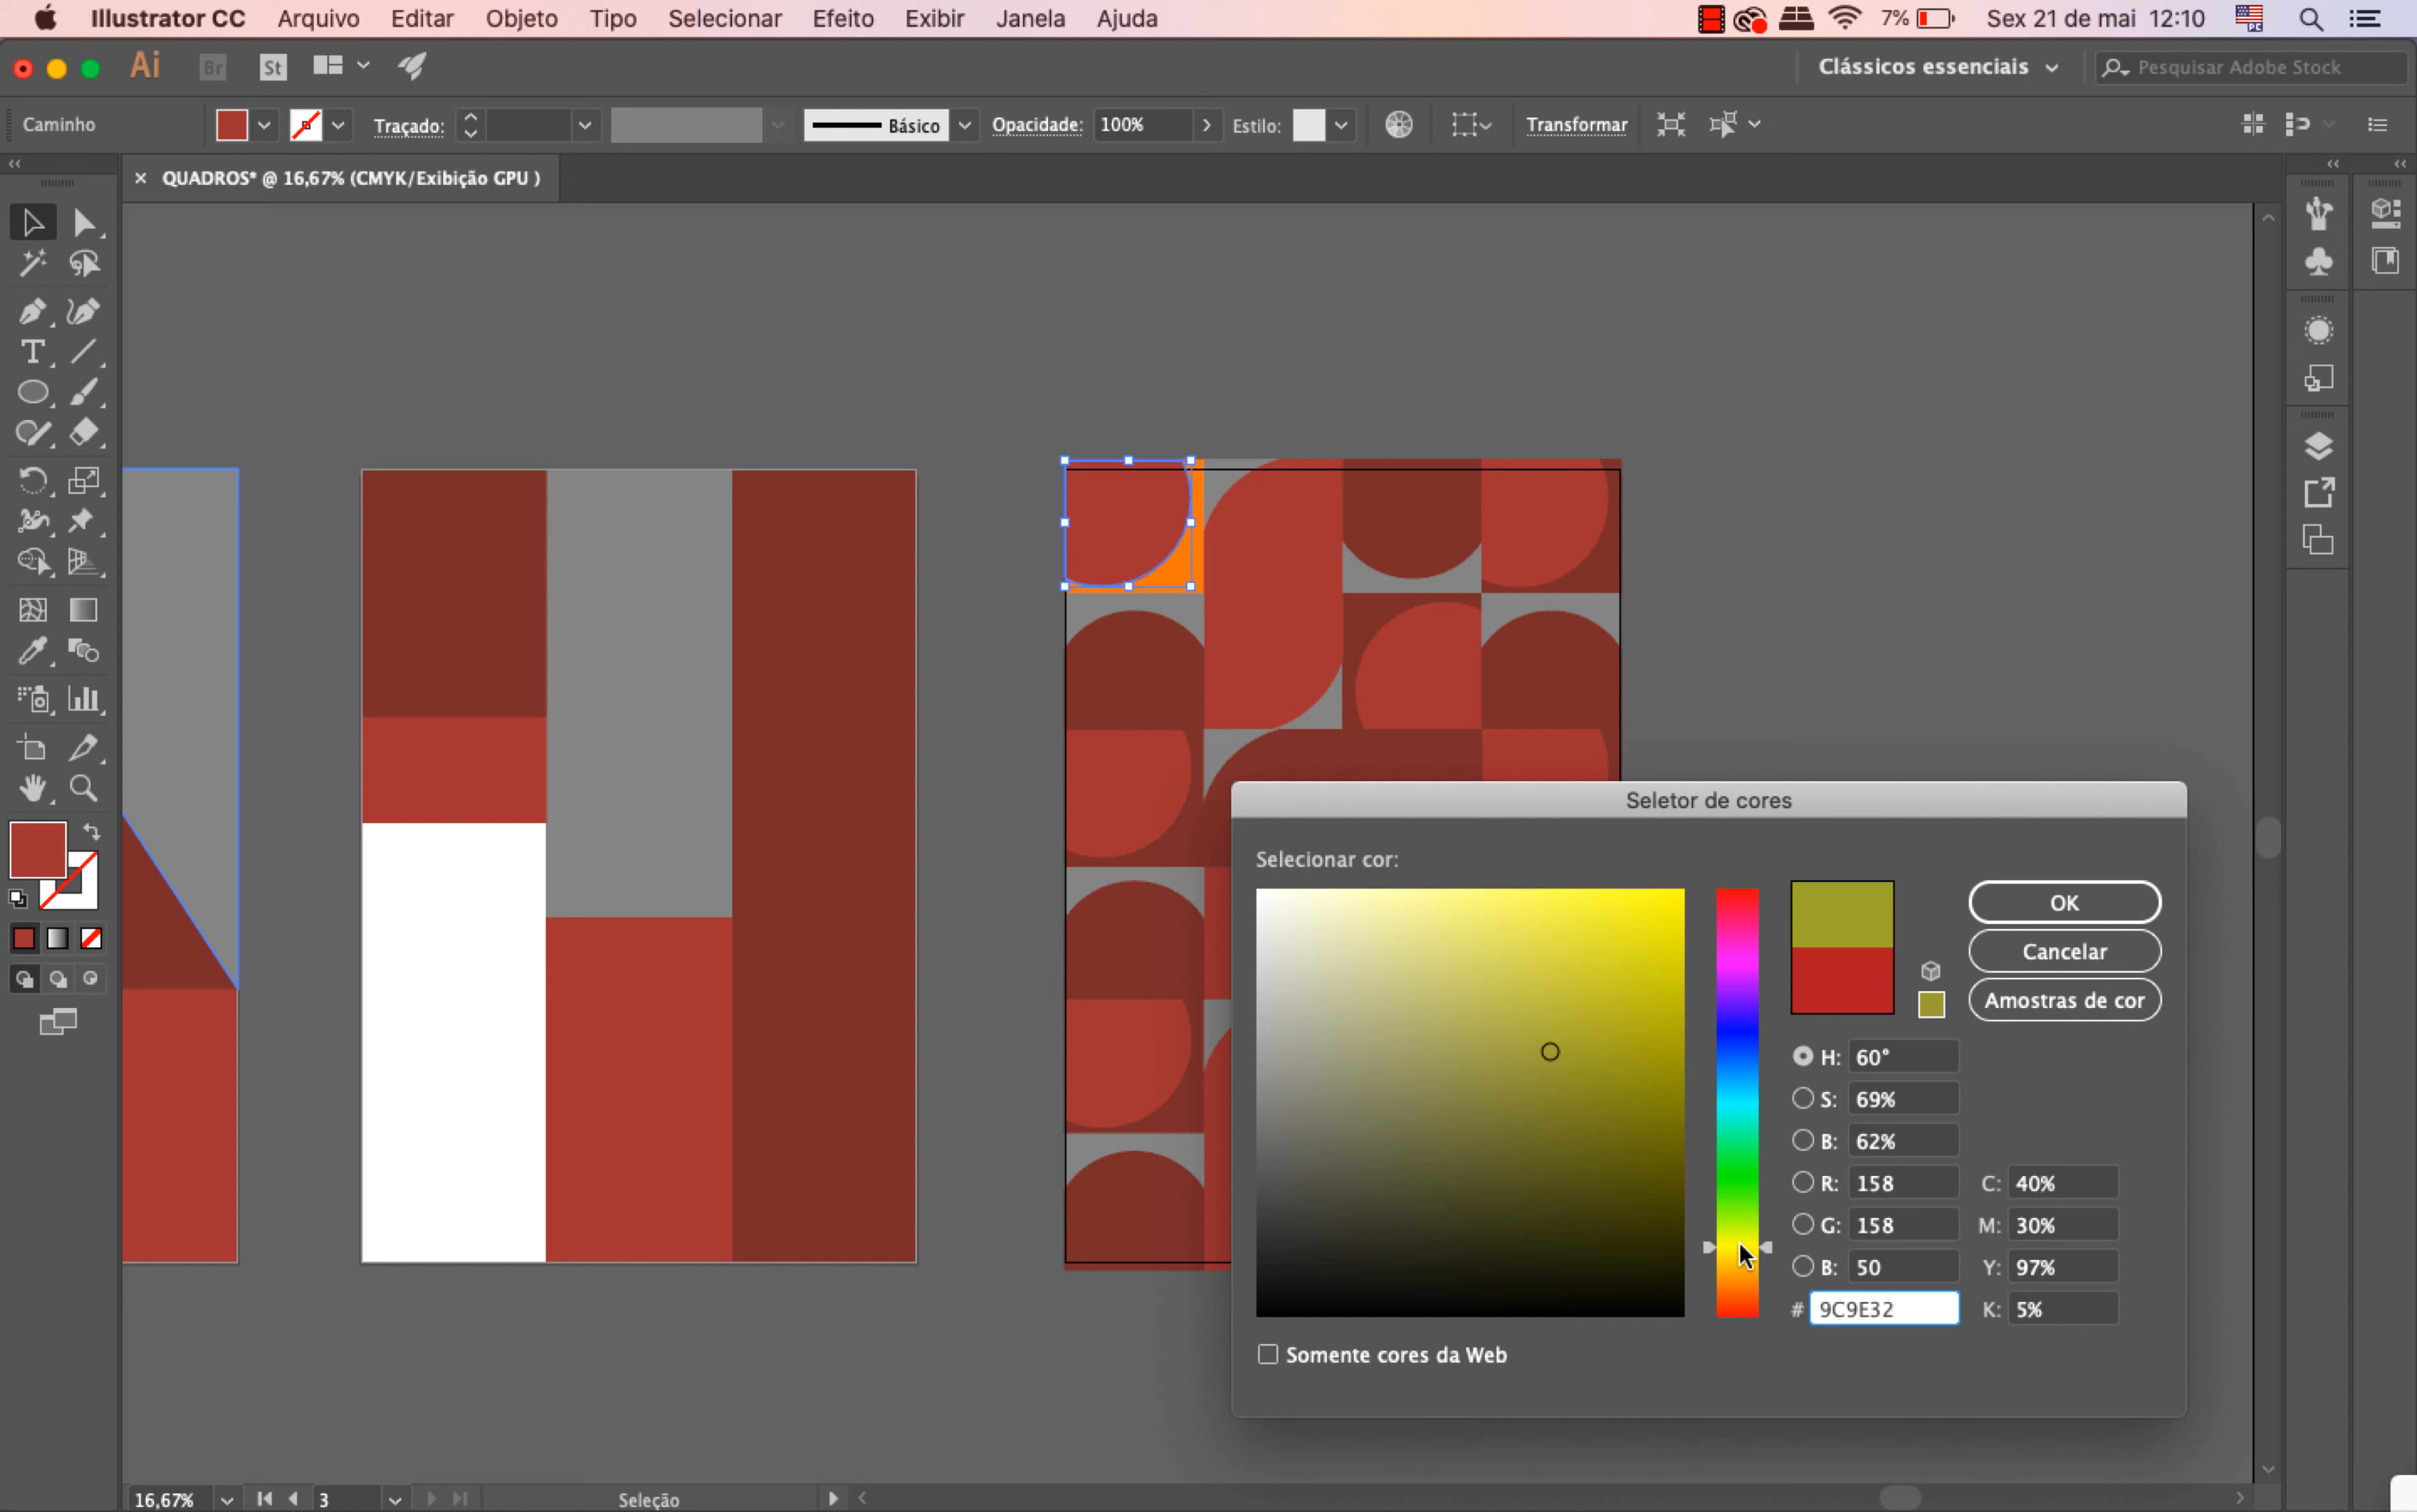 Illustrator CC Arquivo Editar Objeto Tipo Selecionar Efeito Exibir Janela Ajuda 7% Sex 21 de mai 12:10
Ai Br St Clássicos essenciais Pesquisar Adobe Stock
Caminho Traçado: Básico Opacidade: 100% Estilo: Transformar
× QUADROS* @ 16,67% (CMYK/Exibição GPU )
Seletor de cores
Selecionar cor:
OK
Cancelar
Amostras de cor
H: 60°
S: 69%
B: 62%
R: 158 C: 40%
G: 158 M: 30%
B: 50 Y: 97%
# 9C9E32 K: 5%
Somente cores da Web
16,67% 3 Seleção